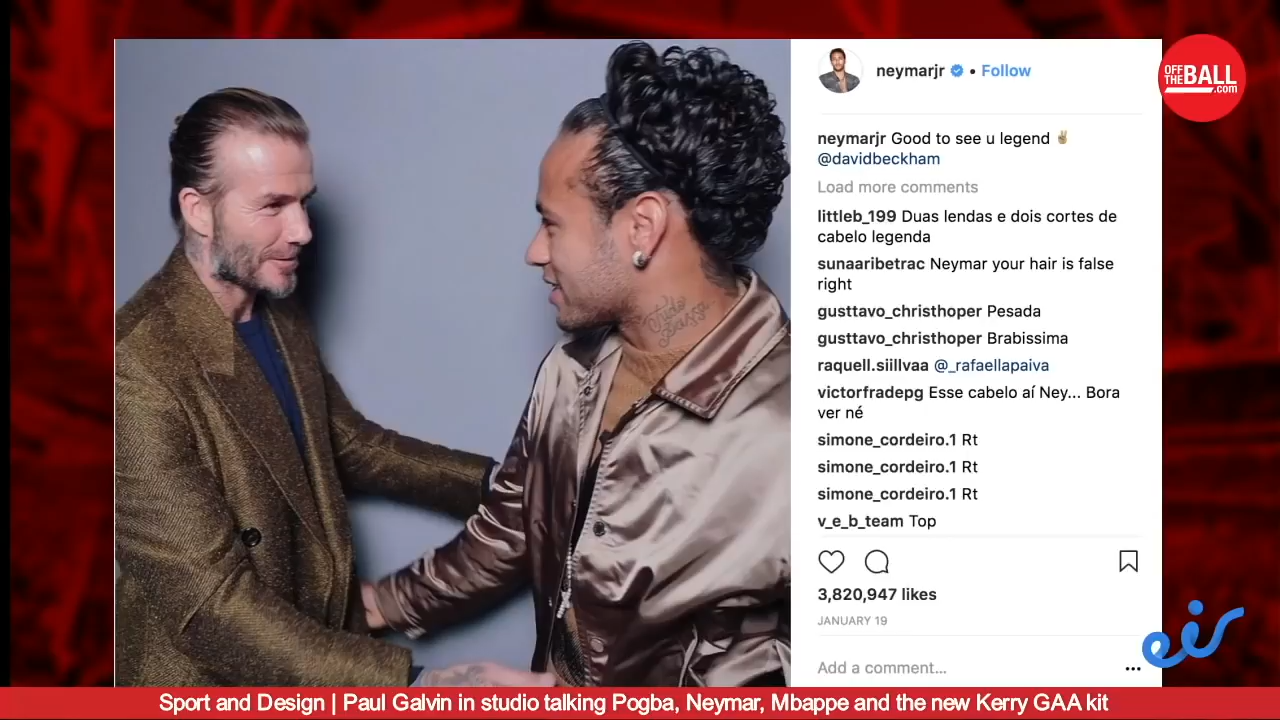 neymarjr • Follow
OFF
THE BALL
.com
neymarjr Good to see u legend ✌🏽
@davidbeckham
Load more comments
littleb_199 Duas lendas e dois cortes de
cabelo legenda
sunaaribetrac Neymar your hair is false
right
gusttavo_christhoper Pesada
gusttavo_christhoper Brabissima
raquell.siillvaa @_rafaellapaiva
victorfradepg Esse cabelo aí Ney... Bora
ver né
simone_cordeiro.1 Rt
simone_cordeiro.1 Rt
simone_cordeiro.1 Rt
v_e_b_team Top
3,820,947 likes
JANUARY 19
Add a comment...
eir
Sport and Design | Paul Galvin in studio talking Pogba, Neymar, Mbappe and the new Kerry GAA kit